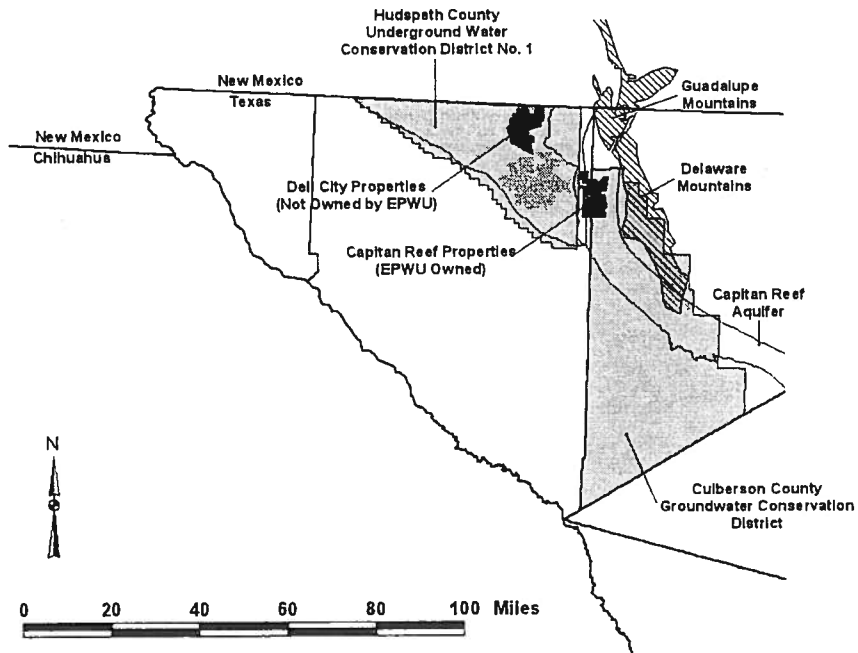 Hudspeth County
Underground Water
Conservation District No. 1
New Mexico
Texas
Guadalupe
Mountains
New Mexico
Chihuahua
Dell City Properties
(Not Owned by EPWU)
Delaware
Mountains
Capitan Reef Properties
(EPWU Owned)
Capitan Reef
Aquifer
N
Culberson County
Groundwater Conservation
District
0 20 40 60 80 100 Miles